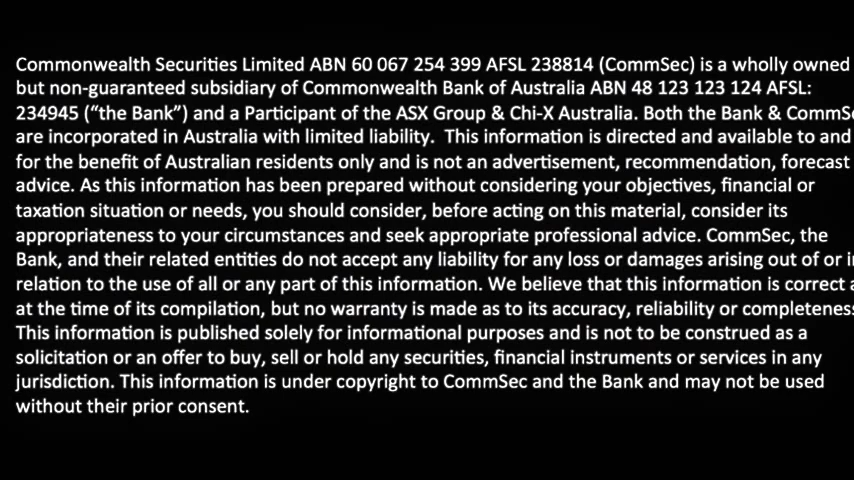 Commonwealth Securities Limited ABN 60 067 254 399 AFSL 238814 (CommSec) is a wholly owned
but non-guaranteed subsidiary of Commonwealth Bank of Australia ABN 48 123 123 124 AFSL:
234945 (“the Bank”) and a Participant of the ASX Group & Chi-X Australia. Both the Bank & CommSe
are incorporated in Australia with limited liability.  This information is directed and available to and
for the benefit of Australian residents only and is not an advertisement, recommendation, forecast
advice. As this information has been prepared without considering your objectives, financial or
taxation situation or needs, you should consider, before acting on this material, consider its
appropriateness to your circumstances and seek appropriate professional advice. CommSec, the
Bank, and their related entities do not accept any liability for any loss or damages arising out of or i
relation to the use of all or any part of this information. We believe that this information is correct a
at the time of its compilation, but no warranty is made as to its accuracy, reliability or completeness
This information is published solely for informational purposes and is not to be construed as a
solicitation or an offer to buy, sell or hold any securities, financial instruments or services in any
jurisdiction. This information is under copyright to CommSec and the Bank and may not be used
without their prior consent.